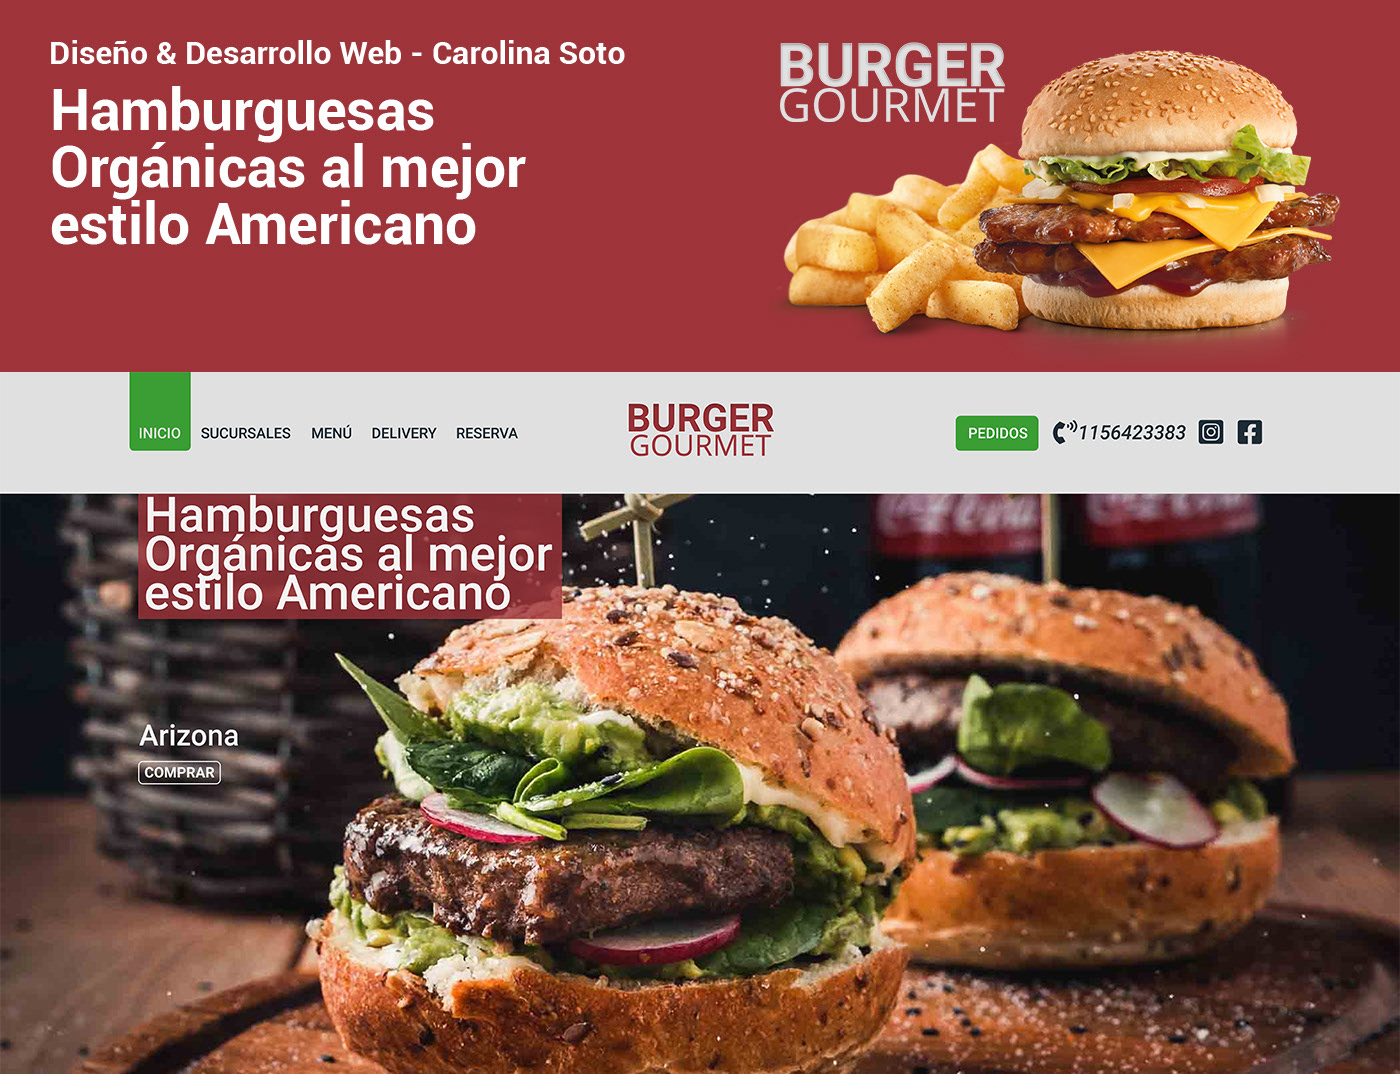 Diseño & Desarrollo Web - Carolina Soto
Hamburguesas
Orgánicas al mejor
estilo Americano
BURGER
GOURMET
INICIO SUCURSALES MENÚ DELIVERY RESERVA
BURGER
GOURMET
PEDIDOS 1156423383
Hamburguesas
Orgánicas al mejor
estilo Americano
Arizona
COMPRAR